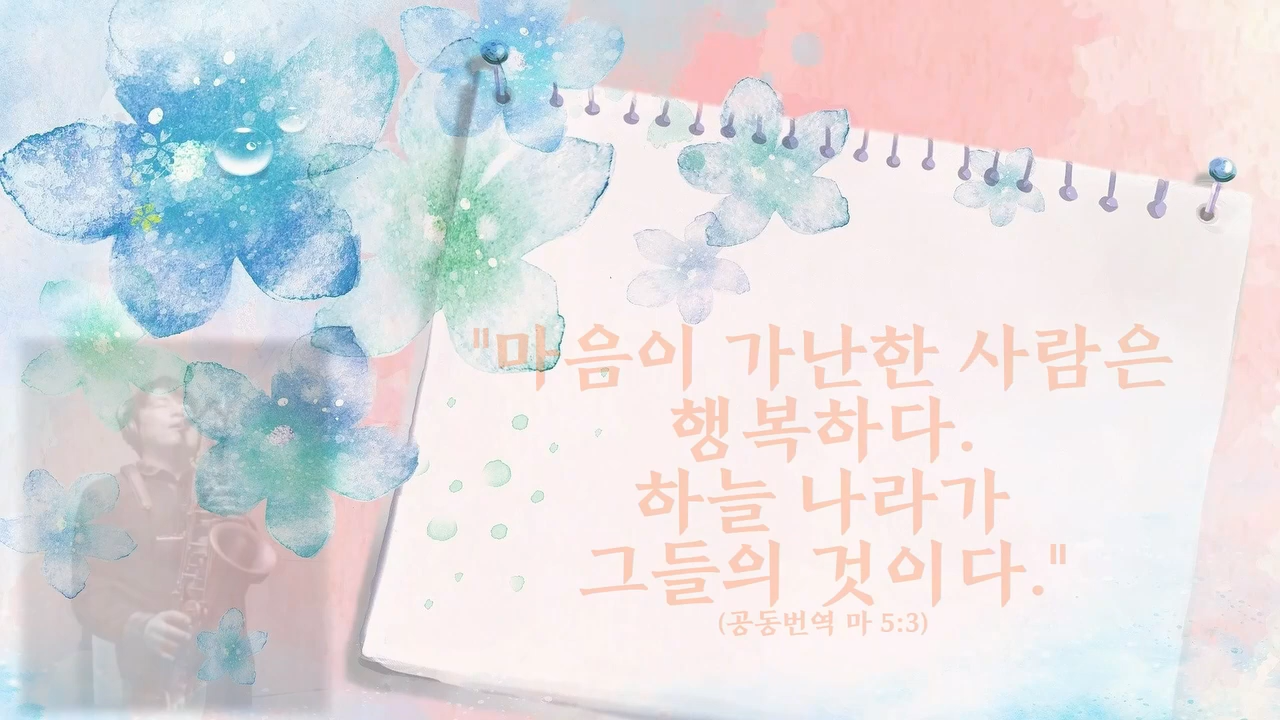 "마음이 가난한 사람은
행복하다.
하늘 나라가
그들의 것이다."
(공동번역 마 5:3)